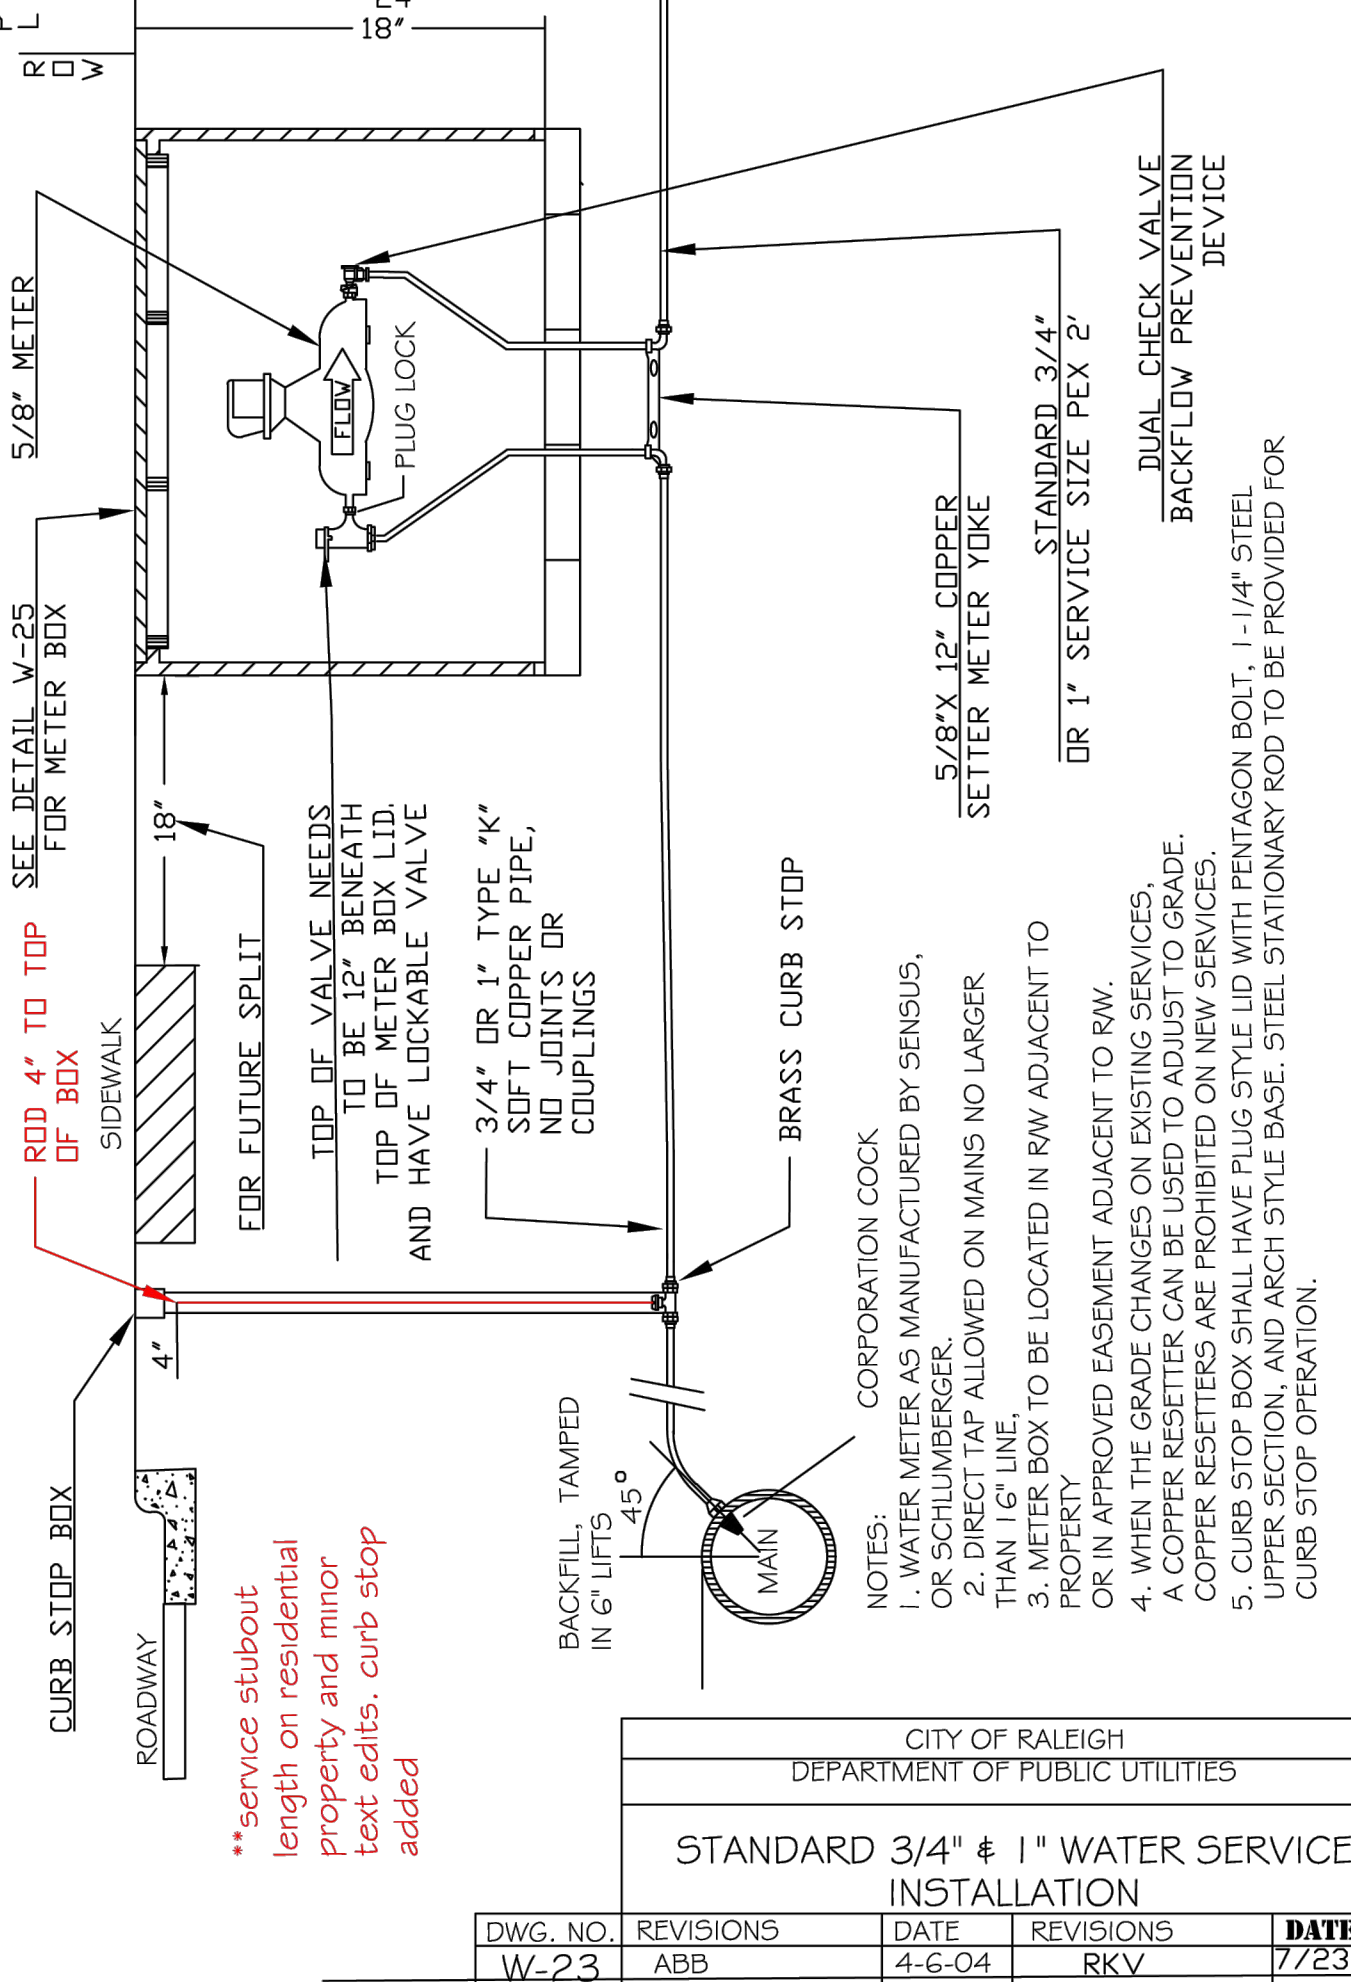 P
L
R
O
W
18"
5/8" METER
SEE DETAIL W-25
FOR METER BOX
ROD 4" TO TOP
OF BOX
SIDEWALK
CURB STOP BOX
ROADWAY
4"
18"
FOR FUTURE SPLIT
FLOW
PLUG LOCK
TOP OF VALVE NEEDS
TO BE 12" BENEATH
TOP OF METER BOX LID.
AND HAVE LOCKABLE VALVE
3/4" OR 1" TYPE "K"
SOFT COPPER PIPE,
NO JOINTS OR
COUPLINGS
BRASS CURB STOP
5/8"X 12" COPPER
SETTER METER YOKE
STANDARD 3/4"
OR 1" SERVICE SIZE PEX 2'
DUAL CHECK VALVE
BACKFLOW PREVENTION
DEVICE
**service stubout
length on residential
property and minor
text edits. curb stop
added
BACKFILL, TAMPED
IN 6" LIFTS
45°
MAIN
CORPORATION COCK
NOTES:
1. WATER METER AS MANUFACTURED BY SENSUS,
OR SCHLUMBERGER.
2. DIRECT TAP ALLOWED ON MAINS NO LARGER
THAN 16" LINE,
3. METER BOX TO BE LOCATED IN R/W ADJACENT TO
PROPERTY
OR IN APPROVED EASEMENT ADJACENT TO R/W.
4. WHEN THE GRADE CHANGES ON EXISTING SERVICES,
A COPPER RESETTER CAN BE USED TO ADJUST TO GRADE.
COPPER RESETTERS ARE PROHIBITED ON NEW SERVICES.
5. CURB STOP BOX SHALL HAVE PLUG STYLE LID WITH PENTAGON BOLT, 1-1/4" STEEL
UPPER SECTION, AND ARCH STYLE BASE. STEEL STATIONARY ROD TO BE PROVIDED FOR
CURB STOP OPERATION.
CITY OF RALEIGH
DEPARTMENT OF PUBLIC UTILITIES
STANDARD 3/4" & 1" WATER SERVICE
INSTALLATION
DWG. NO. REVISIONS DATE REVISIONS DATE
W-23 ABB 4-6-04 RKV 7/23